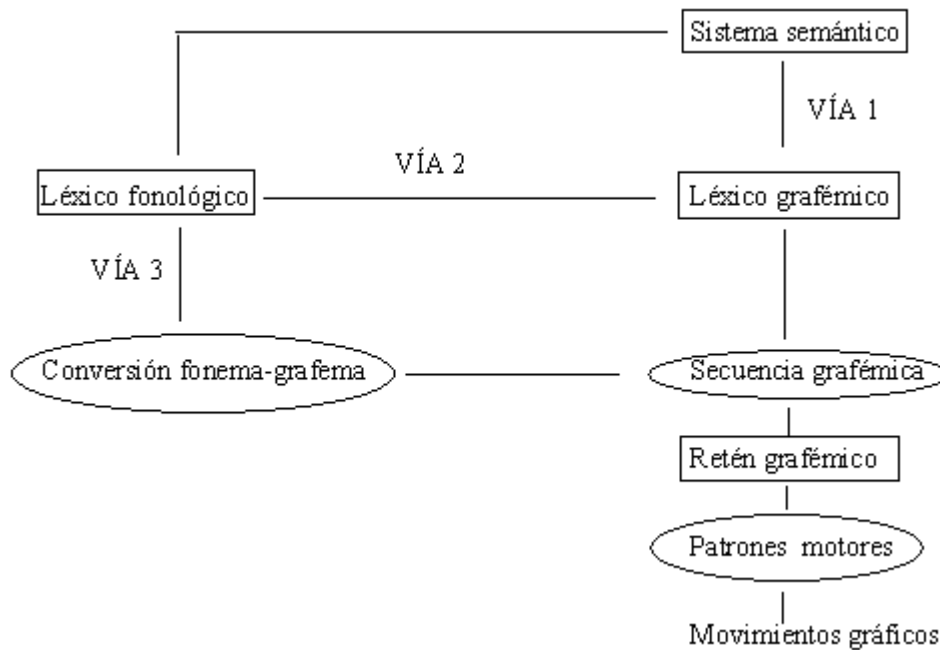 Sistema semántico
VÍA 1
VÍA 2
Léxico fonológico
Léxico grafémico
VÍA 3
Conversión fonema-grafema
Secuencia grafémica
Retén grafémico
Patrones motores
Movimientos gráficos